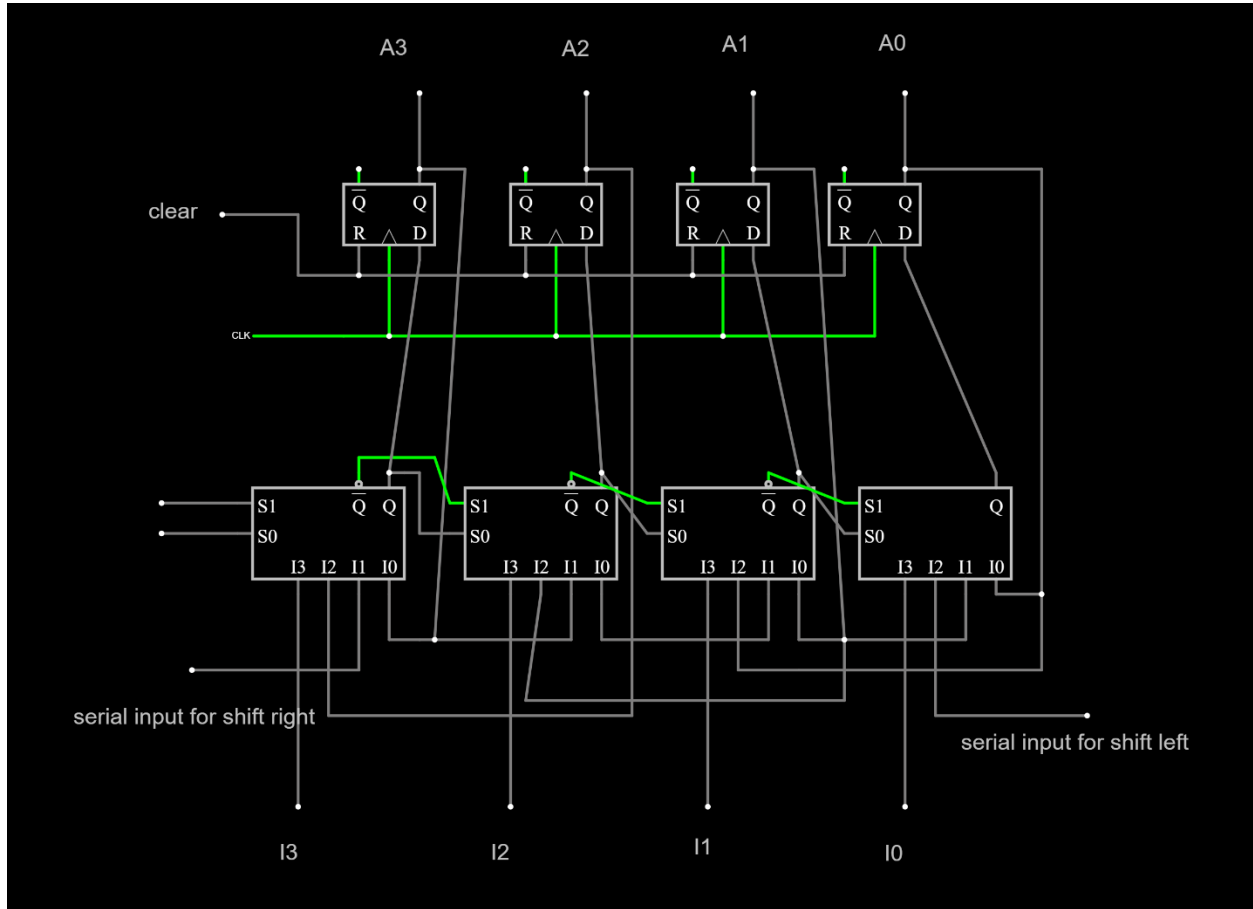 A3 A2 A1 A0
Q Q Q Q Q Q Q Q
clear
R D R D R D R D
CLK
S1 Q Q S1 Q Q S1 Q Q S1 Q
S0 S0 S0 S0
I3 I2 I1 I0 I3 I2 I1 I0 I3 I2 I1 I0 I3 I2 I1 I0
serial input for shift right
serial input for shift left
I3 I2 I1 I0